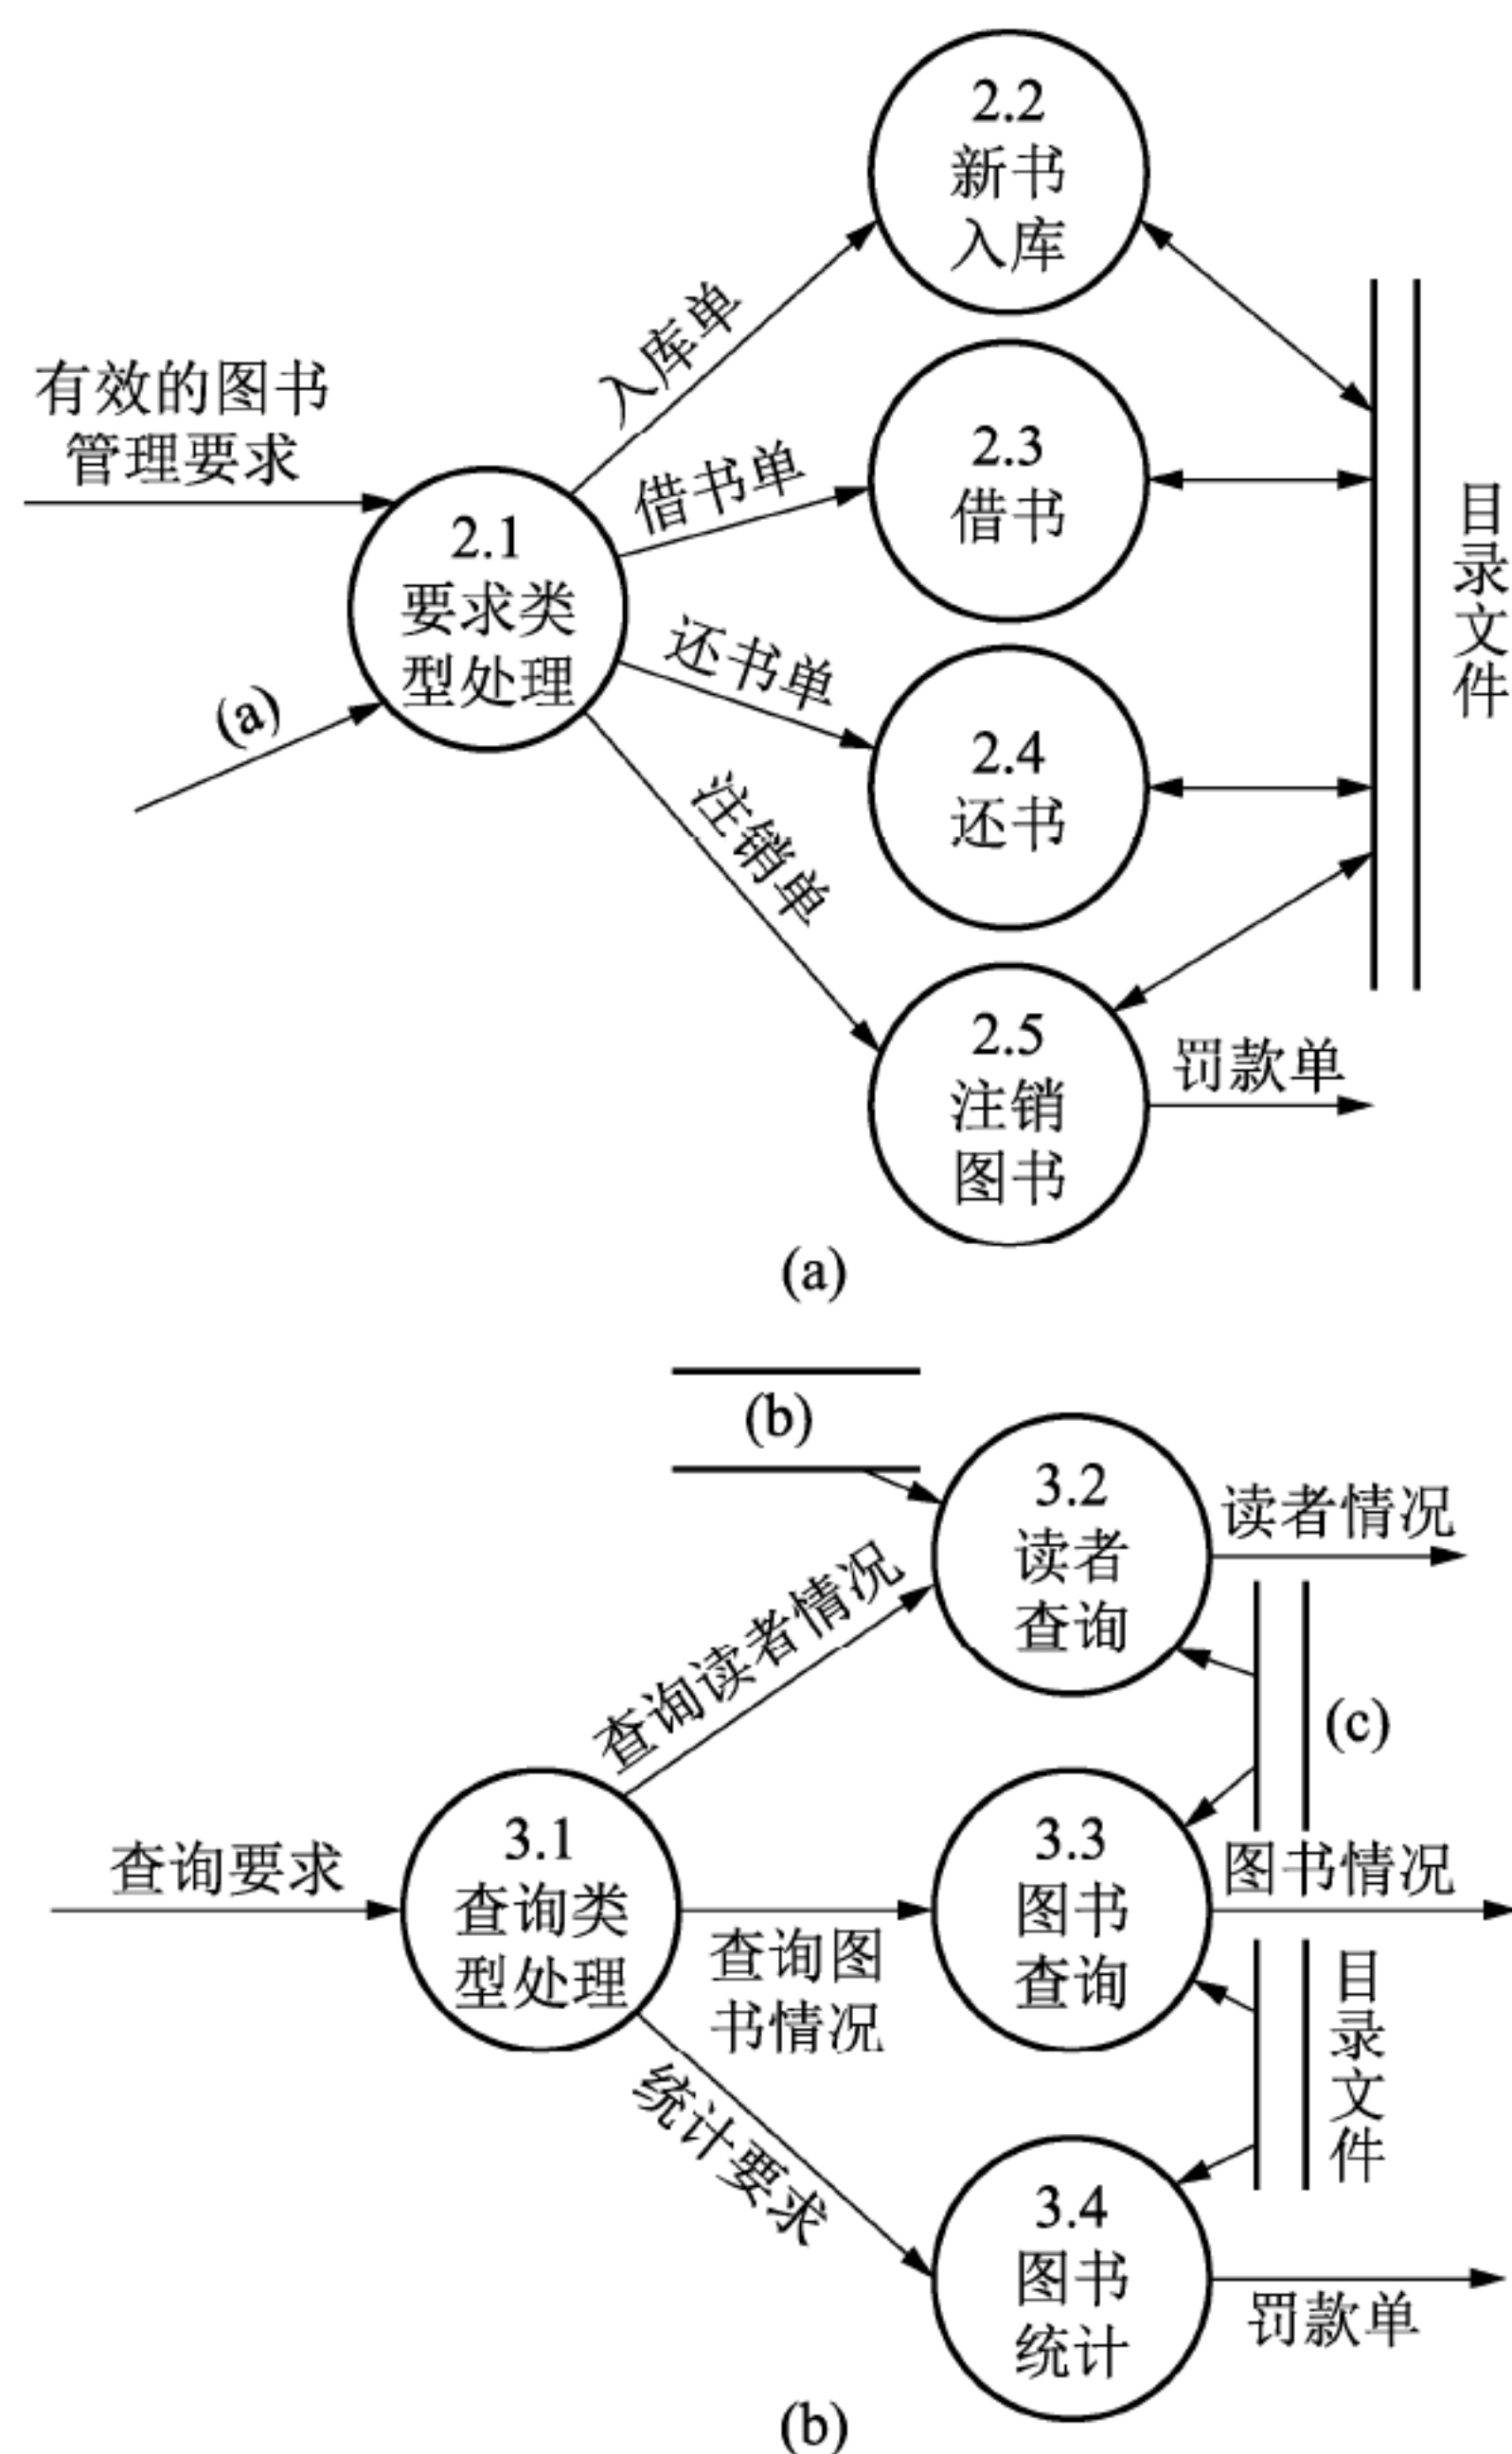 2.2
新书
入库
入库单
有效的图书
管理要求
2.3
借书
借书单
2.1
要求类
型处理
目录文件
还书单
(a)
2.4
还书
注销单
2.5
注销
图书
罚款单
(a)
(b)
3.2
读者
查询
读者情况
查询读者情况
(c)
3.1
查询类
型处理
查询要求
3.3
图书
查询
图书情况
查询图
书情况
目录文件
统计要求
3.4
图书
统计
罚款单
(b)